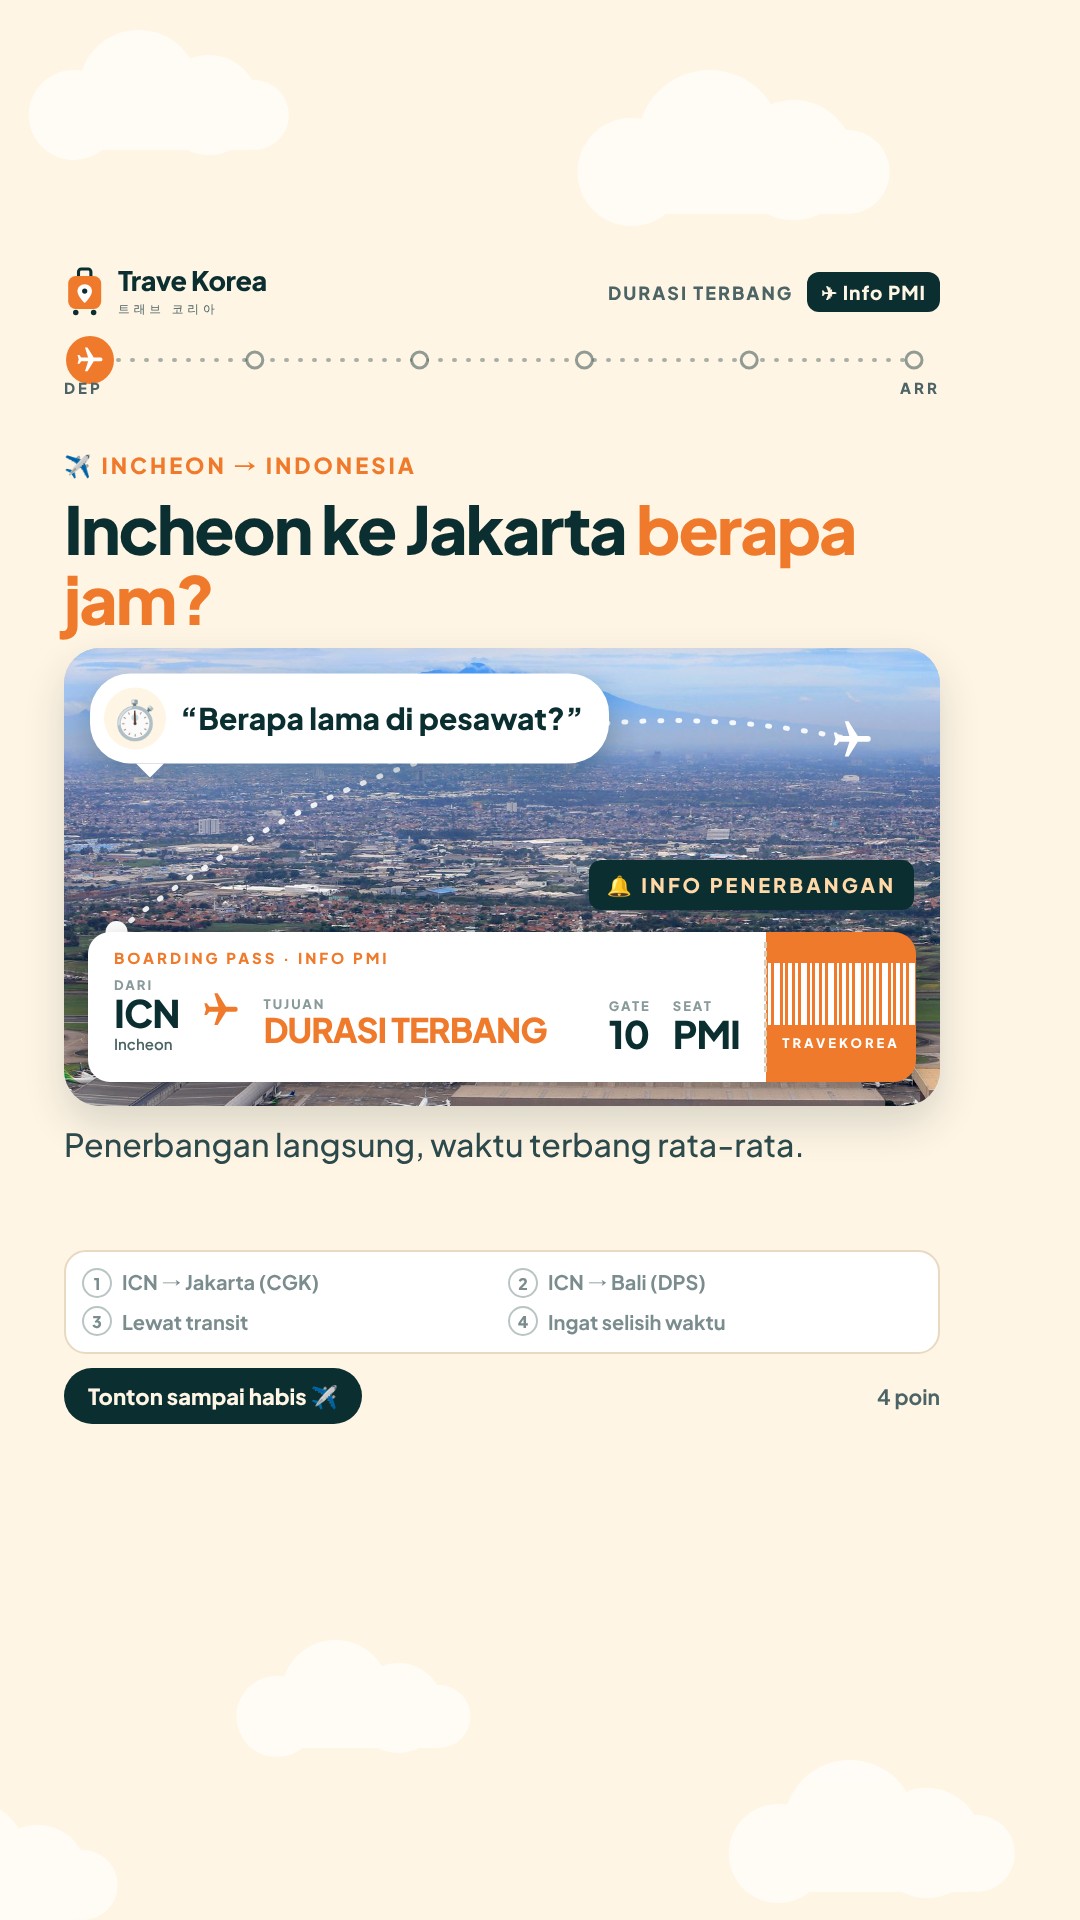 Trave Korea
트래브 코리아
DURASI TERBANG
✈ Info PMI
DEP
ARR
✈️ INCHEON → INDONESIA
Incheon ke Jakarta berapa
jam?
⏱️ “Berapa lama di pesawat?”
🔔 INFO PENERBANGAN
BOARDING PASS · INFO PMI
DARI
ICN
Incheon
TUJUAN
DURASI TERBANG
GATE
10
SEAT
PMI
TRAVEKOREA
Penerbangan langsung, waktu terbang rata-rata.
1 ICN → Jakarta (CGK)
2 ICN → Bali (DPS)
3 Lewat transit
4 Ingat selisih waktu
Tonton sampai habis ✈️
4 poin